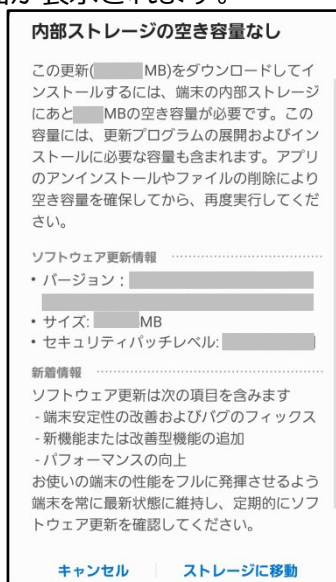 が表示されます。
内部ストレージの空き容量なし
この更新( MB)をダウンロードしてイ
ンストールするには、端末の内部ストレージ
にあと MBの空き容量が必要です。この
容量には、更新プログラムの展開およびイン
ストールに必要な容量も含まれます。アプリ
のアンインストールやファイルの削除により
空き容量を確保してから、再度実行してくだ
さい。
ソフトウェア更新情報
・バージョン：
・サイズ: MB
・セキュリティパッチレベル:
新着情報
ソフトウェア更新は次の項目を含みます
- 端末安定性の改善およびバグのフィックス
- 新機能または改善型機能の追加
- パフォーマンスの向上
お使いの端末の性能をフルに発揮させるよう
端末を常に最新状態に維持し、定期的にソフ
トウェア更新を確認してください。
キャンセル ストレージに移動